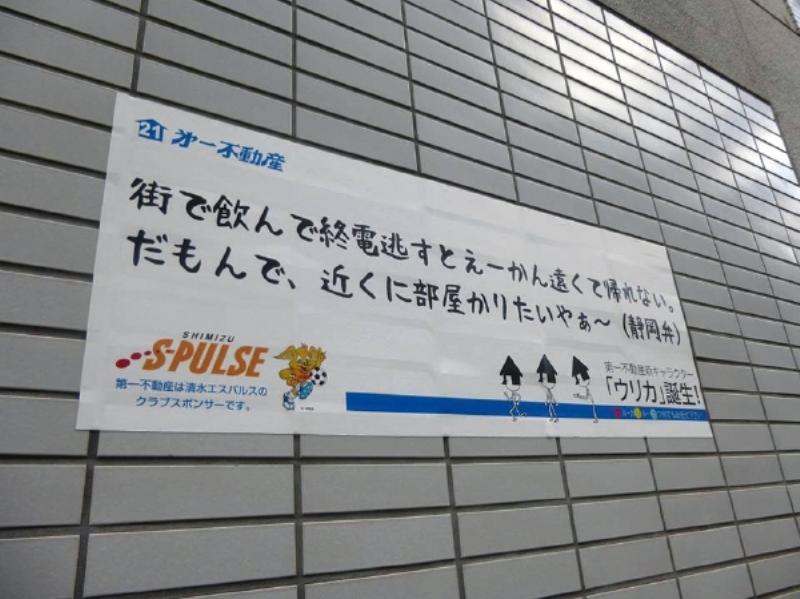 21 第一不動産
街で飲んで終電逃すとえーかん遠くて帰れない。
だもんで、近くに部屋かりたいやぁ〜（静岡弁）
SHIMIZU
S-PULSE
第一不動産は清水エスパルスの
クラブスポンサーです。
第一不動産新キャラクター
「ウリカ」誕生！